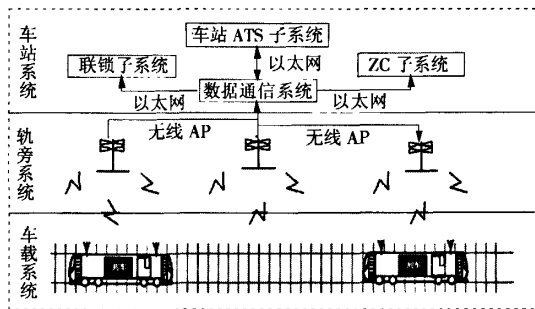 车站系统
车站 ATS 子系统
联锁子系统
以太网
ZC 子系统
以太网
数据通信系统
以太网
轨旁系统
无线 AP
无线 AP
车载系统